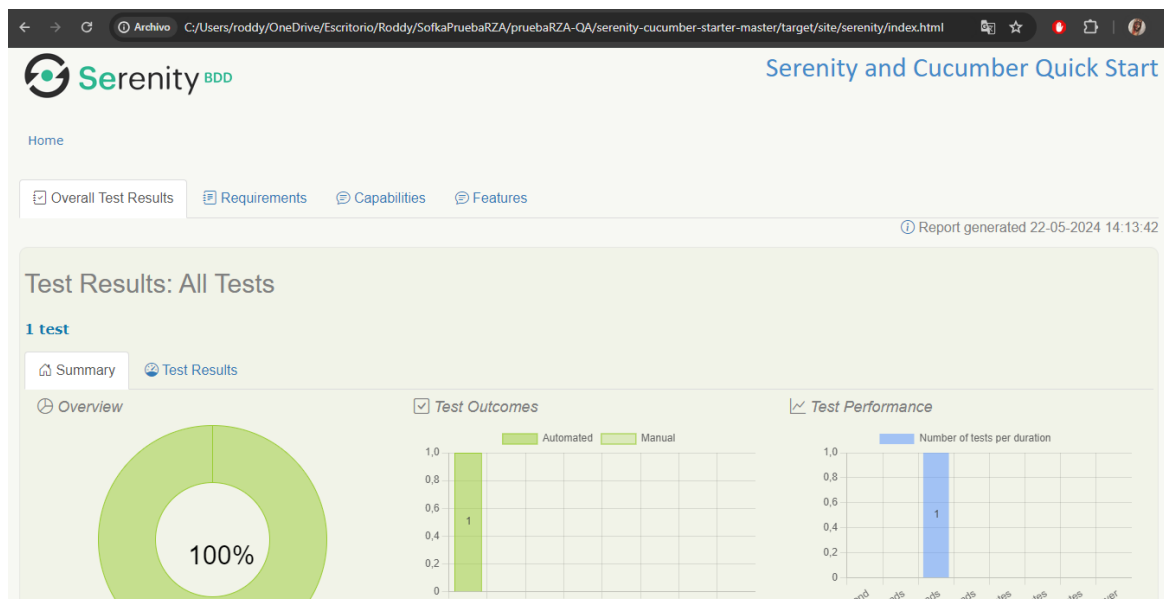 Archivo C:/Users/roddy/OneDrive/Escritorio/Roddy/SofkaPruebaRZA/pruebaRZA-QA/serenity-cucumber-starter-master/target/site/serenity/index.html
Serenity BDD
Serenity and Cucumber Quick Start
Home
Overall Test Results Requirements Capabilities Features
Report generated 22-05-2024 14:13:42
Test Results: All Tests
1 test
Summary Test Results
Overview
100%
Test Outcomes
Automated Manual
1,0
0,8
0,6
0,4
0,2
0
1
Test Performance
Number of tests per duration
1,0
0,8
0,6
0,4
0,2
0
1